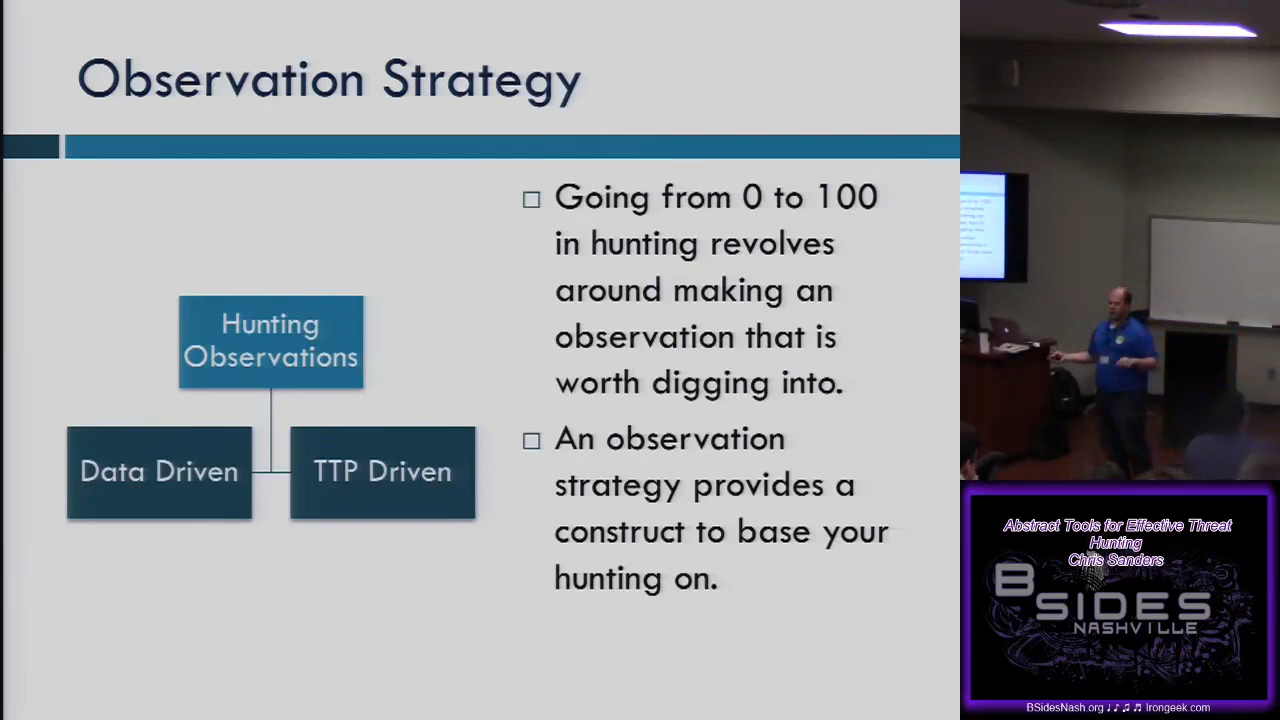 Observation Strategy
Hunting
Observations
Data Driven
TTP Driven
Going from 0 to 100
in hunting revolves
around making an
observation that is
worth digging into.
An observation
strategy provides a
construct to base your
hunting on.
Abstract Tools for Effective Threat
Hunting
Chris Sanders
BSIDES
NASHVILLE
BSidesNash.org ♩ ♪ ♫ ♬ Irongeek.com